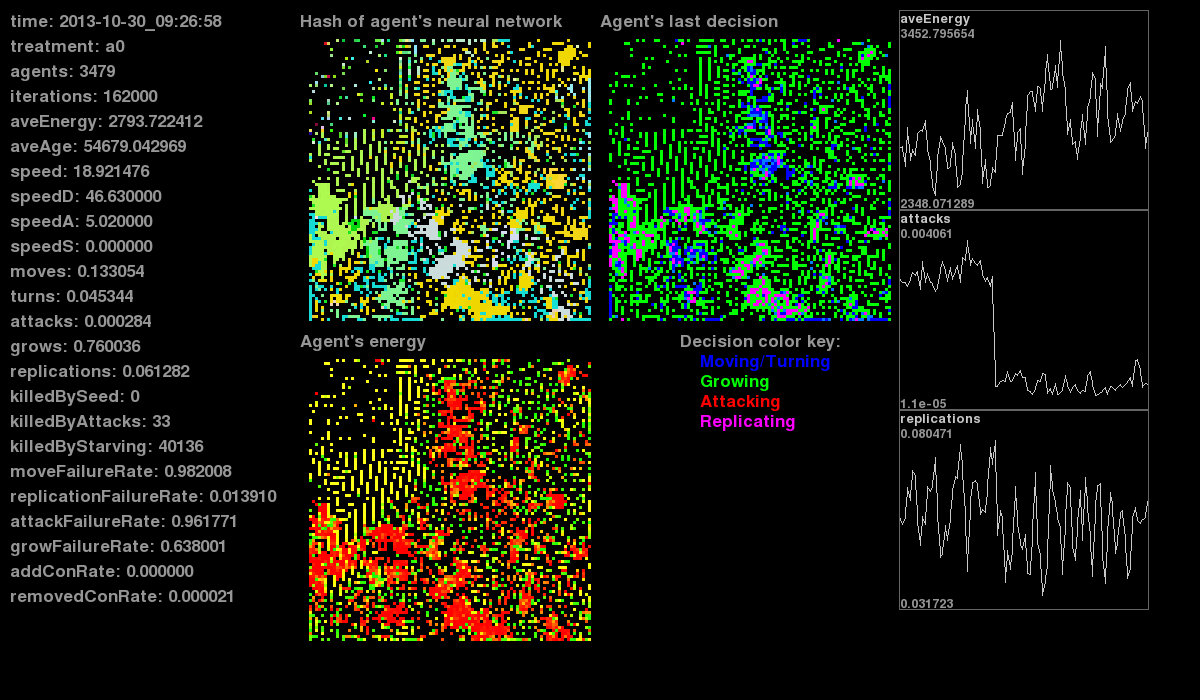 time: 2013-10-30_09:26:58
treatment: a0
agents: 3479
iterations: 162000
aveEnergy: 2793.722412
aveAge: 54679.042969
speed: 18.921476
speedD: 46.630000
speedA: 5.020000
speedS: 0.000000
moves: 0.133054
turns: 0.045344
attacks: 0.000284
grows: 0.760036
replications: 0.061282
killedBySeed: 0
killedByAttacks: 33
killedByStarving: 40136
moveFailureRate: 0.982008
replicationFailureRate: 0.013910
attackFailureRate: 0.961771
growFailureRate: 0.638001
addConRate: 0.000000
removedConRate: 0.000021
Hash of agent's neural network
Agent's last decision
Agent's energy
Decision color key:
Moving/Turning
Growing
Attacking
Replicating
aveEnergy
3452.795654
2348.071289
attacks
0.004061
1.1e-05
replications
0.080471
0.031723